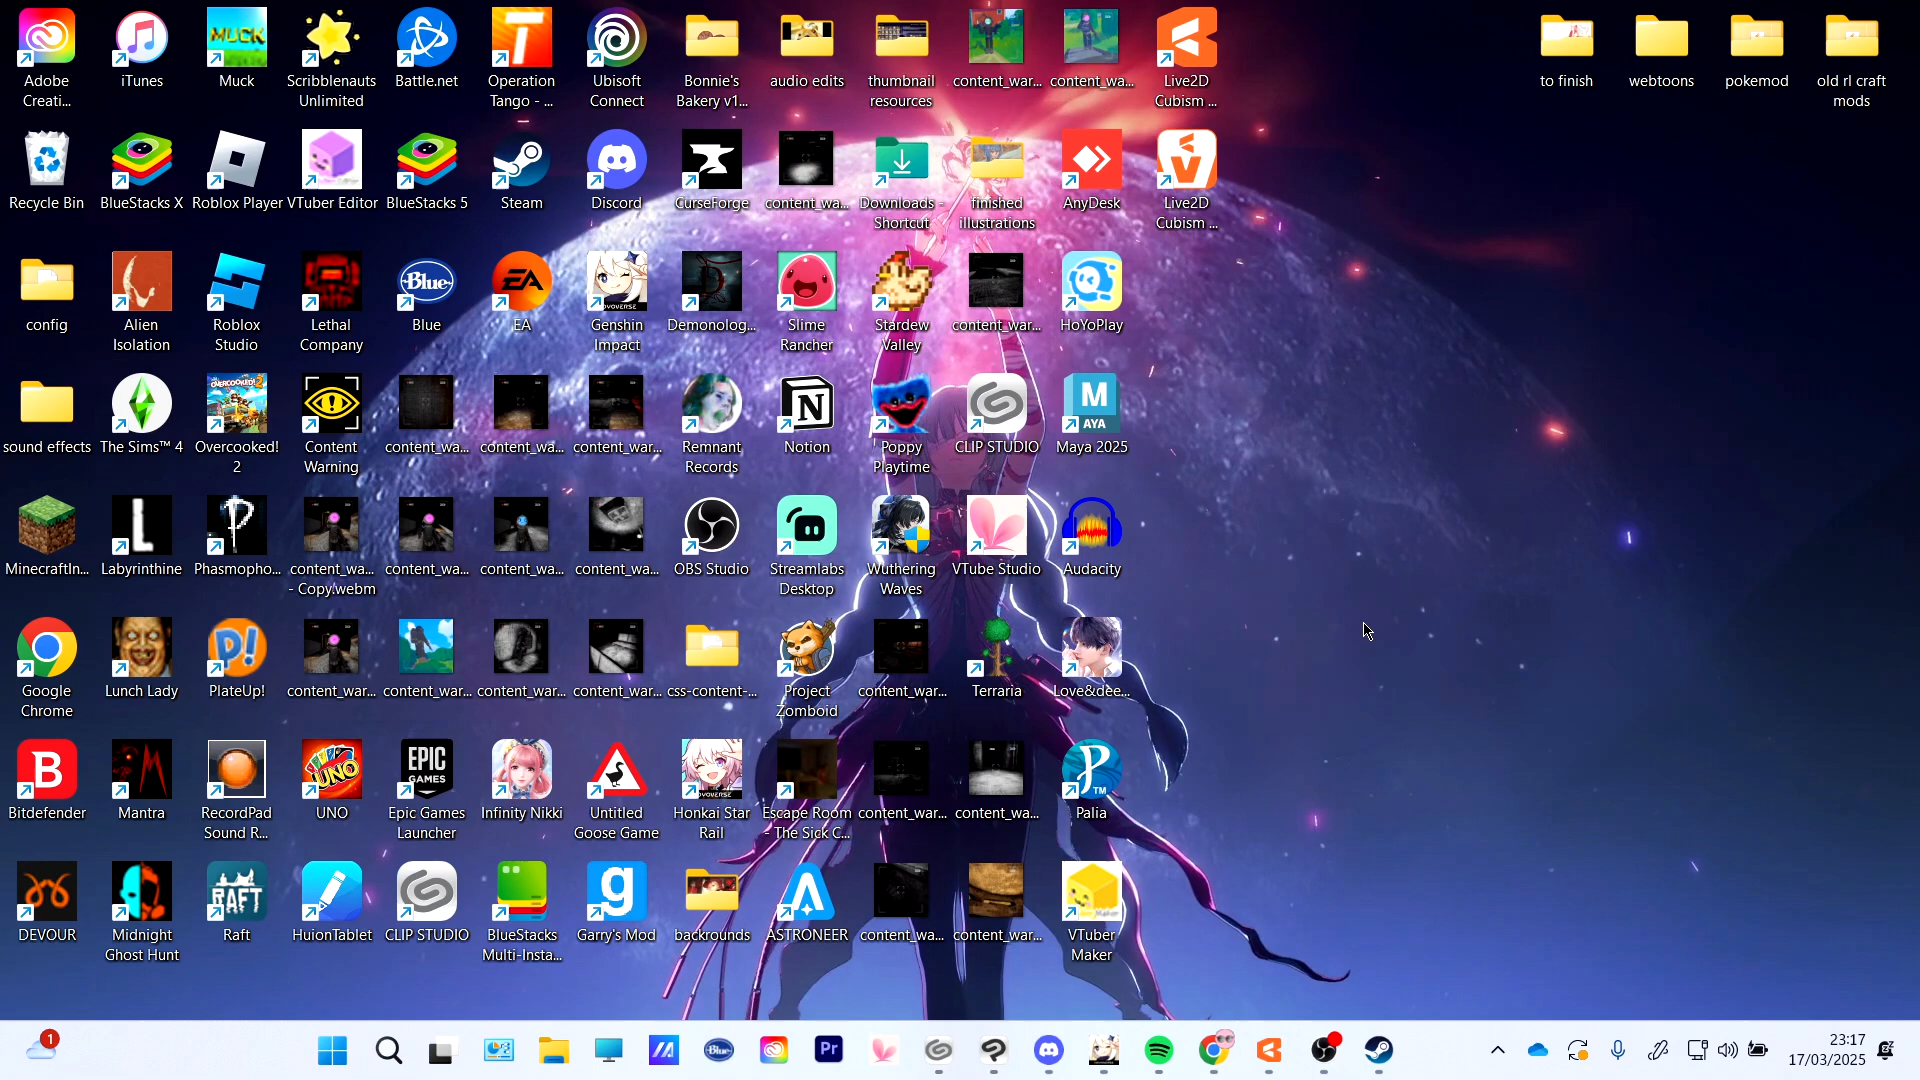 Adobe
Creati...
iTunes
Muck
Scribblenauts
Unlimited
Battle.net
Operation
Tango - ...
Ubisoft
Connect
Bonnie's
Bakery v1...
audio edits
thumbnail
resources
content_war...
content_wa...
Live2D
Cubism ...
to finish
webtoons
pokemod
old rl craft
mods
Recycle Bin
BlueStacks X
Roblox Player
VTuber Editor
BlueStacks 5
Steam
Discord
CurseForge
content_wa...
Downloads -
Shortcut
finished
illustrations
AnyDesk
Live2D
Cubism ...
config
Alien
Isolation
Roblox
Studio
Lethal
Company
Blue
EA
Genshin
Impact
Demonolog...
Slime
Rancher
Stardew
Valley
content_war...
HoYoPlay
sound effects
The Sims™ 4
Overcooked!
2
Content
Warning
content_wa...
content_wa...
content_war...
Remnant
Records
Notion
Poppy
Playtime
CLIP STUDIO
Maya 2025
MinecraftIn...
Labyrinthine
Phasmopho...
content_wa...
- Copy.webm
content_wa...
content_wa...
content_wa...
OBS Studio
Streamlabs
Desktop
Wuthering
Waves
VTube Studio
Audacity
Google
Chrome
Lunch Lady
PlateUp!
content_war...
content_war...
content_war...
content_war...
css-content-...
Project
Zomboid
content_war...
Terraria
Love&dee...
Bitdefender
Mantra
RecordPad
Sound R...
UNO
Epic Games
Launcher
Infinity Nikki
Untitled
Goose Game
Honkai Star
Rail
Escape Room
- The Sick C...
content_war...
content_wa...
Palia
DEVOUR
Midnight
Ghost Hunt
Raft
HuionTablet
CLIP STUDIO
BlueStacks
Multi-Insta...
Garry's Mod
backrounds
ASTRONEER
content_wa...
content_war...
VTuber
Maker
1
23:17
17/03/2025